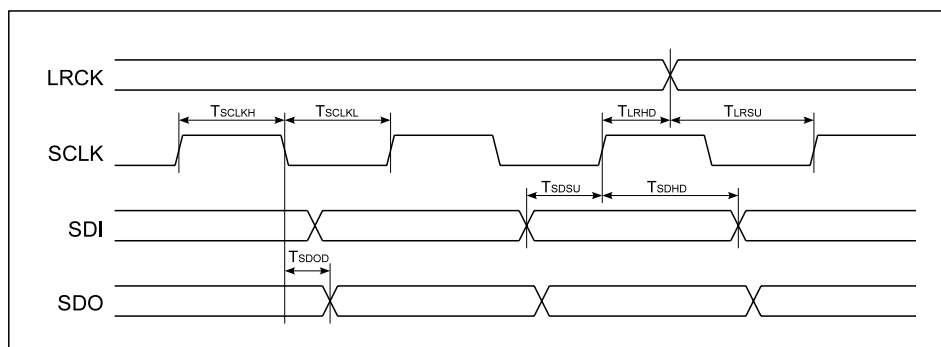 LRCK
TSCLKH TSCLKL TLRHD TLRSU
SCLK
TSDSU TSDHD
SDI
TSDOD
SDO